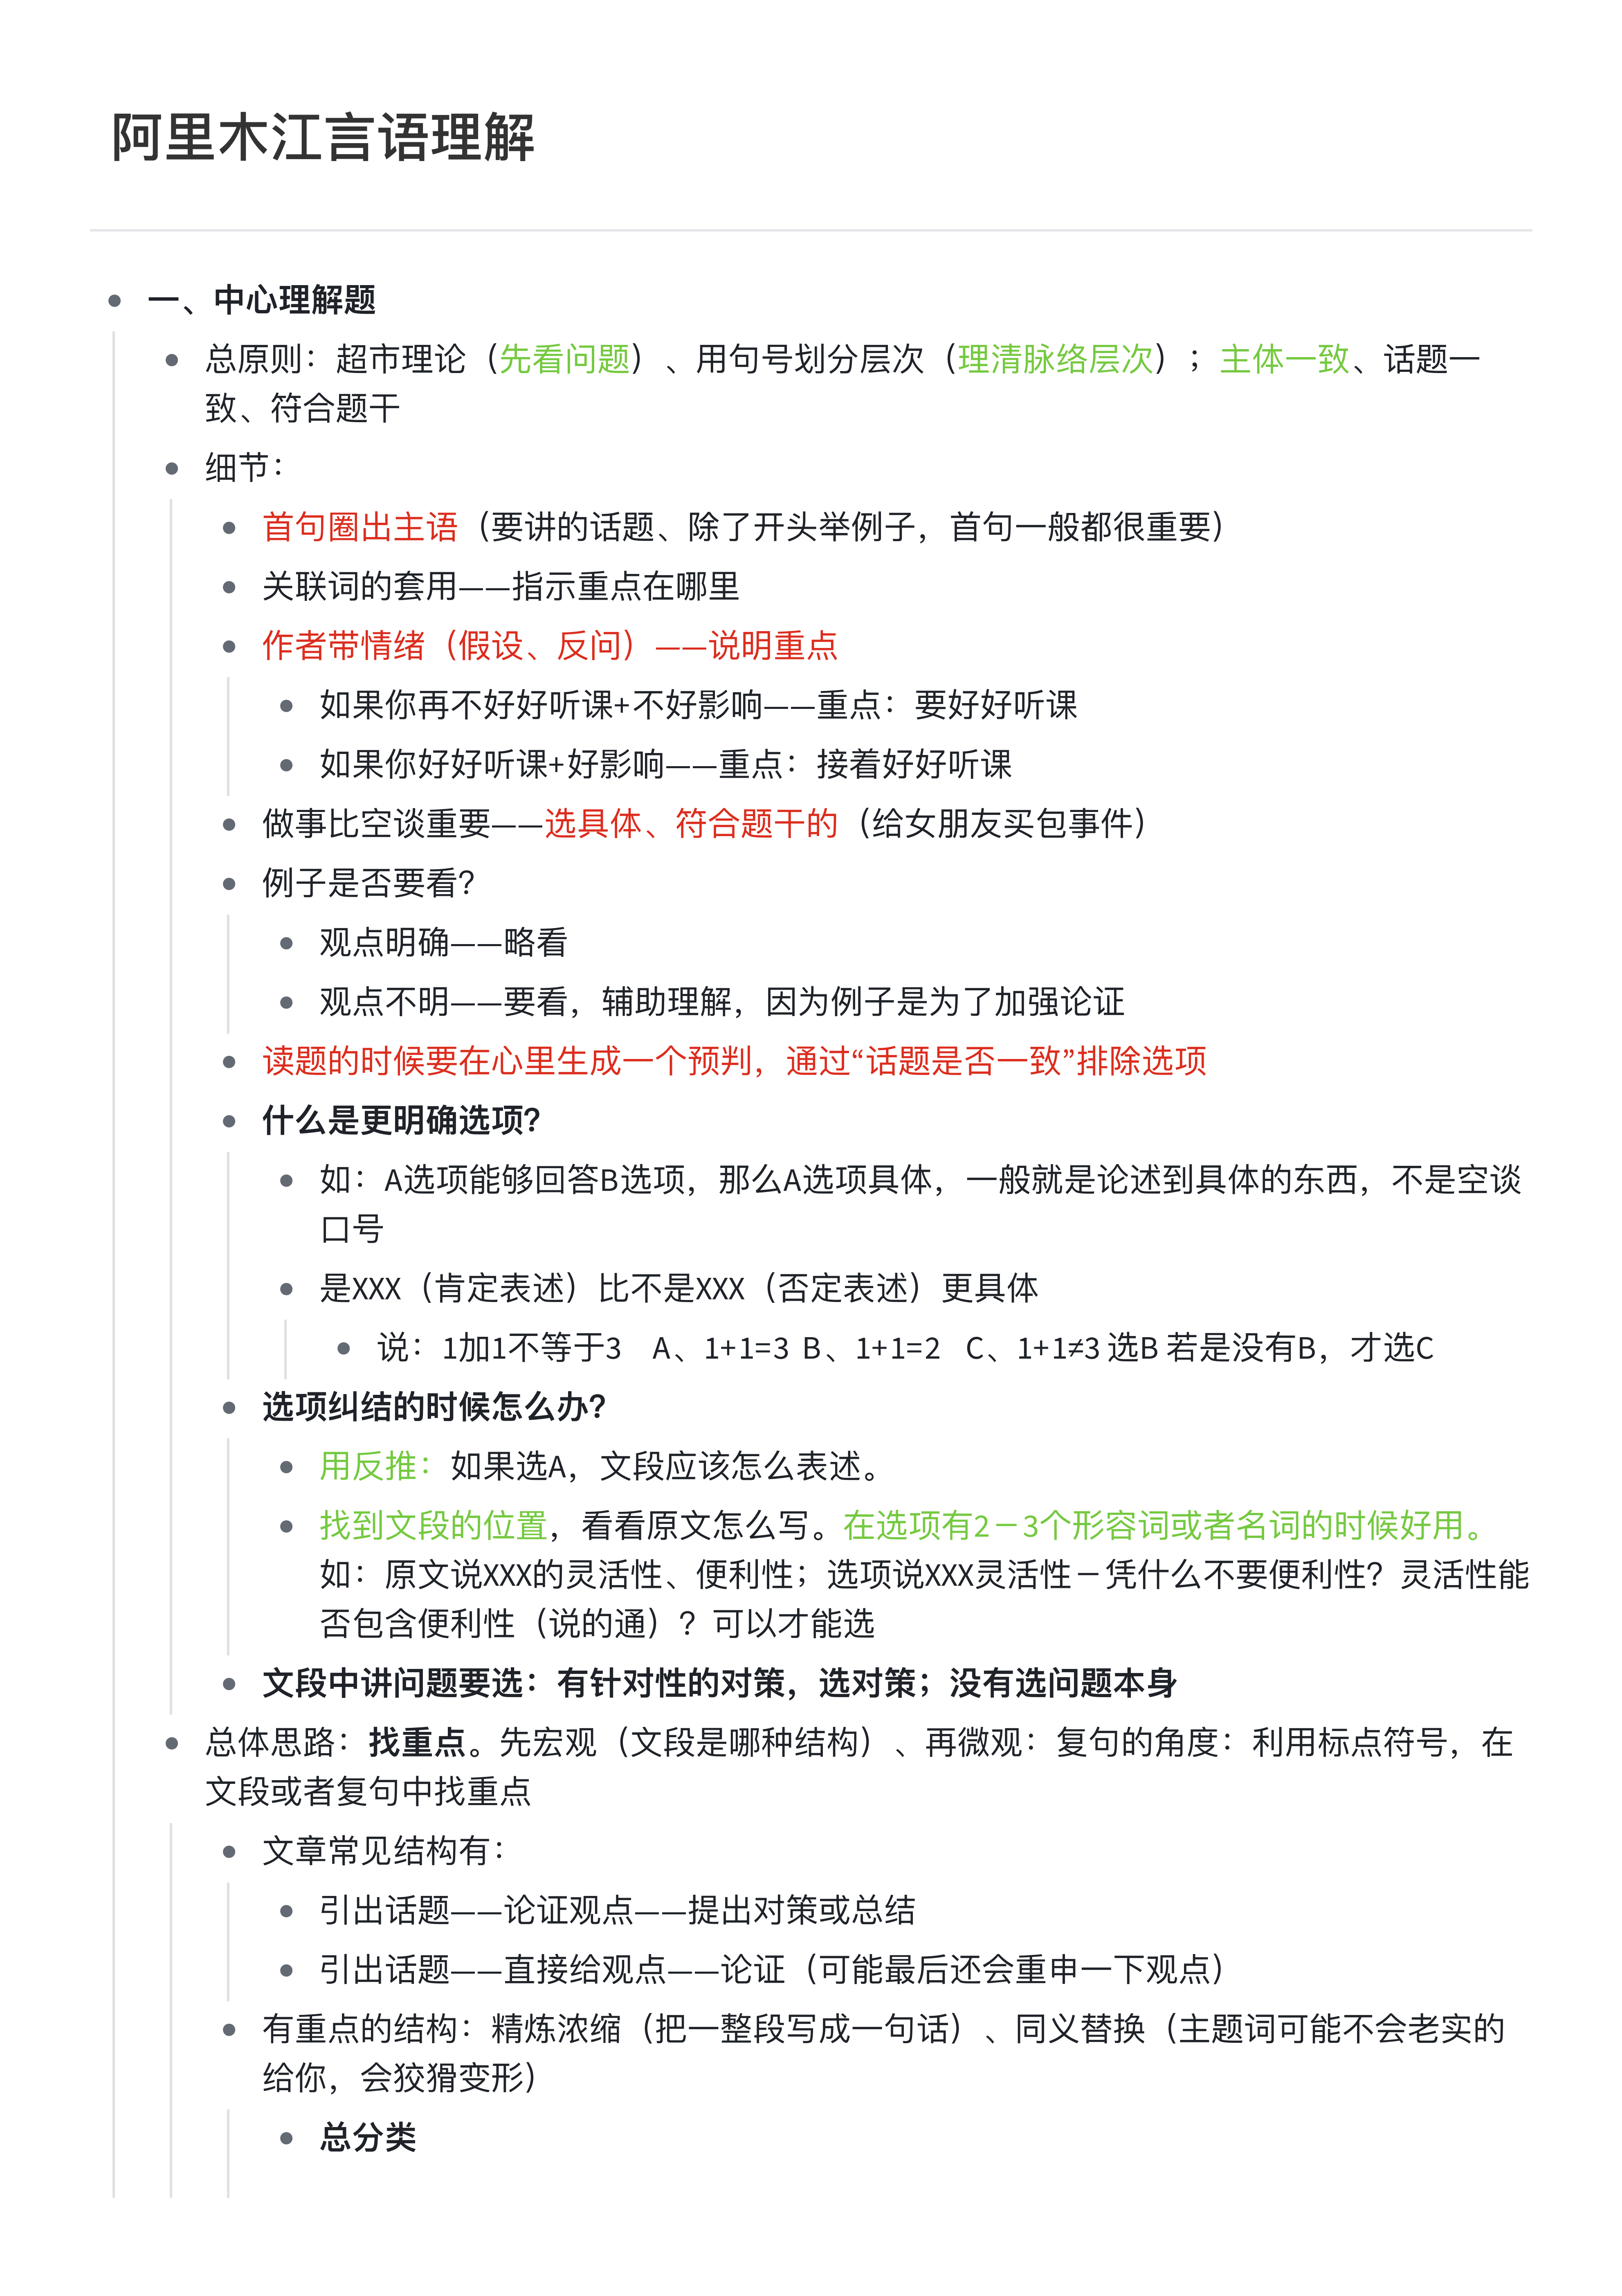 阿里木江言语理解
一、中心理解题
总原则：超市理论（先看问题）、用句号划分层次（理清脉络层次）；主体一致、话题一
致、符合题干
细节：
首句圈出主语（要讲的话题、除了开头举例子，首句一般都很重要）
关联词的套用——指示重点在哪里
作者带情绪（假设、反问）——说明重点
如果你再不好好听课+不好影响——重点：要好好听课
如果你好好听课+好影响——重点：接着好好听课
做事比空谈重要——选具体、符合题干的（给女朋友买包事件）
例子是否要看？
观点明确——略看
观点不明——要看，辅助理解，因为例子是为了加强论证
读题的时候要在心里生成一个预判，通过“话题是否一致”排除选项
什么是更明确选项？
如：A选项能够回答B选项，那么A选项具体，一般就是论述到具体的东西，不是空谈
口号
是XXX（肯定表述）比不是XXX（否定表述）更具体
说：1加1不等于3 A、1+1=3 B、1+1=2 C、1+1≠3 选B 若是没有B，才选C
选项纠结的时候怎么办？
用反推：如果选A，文段应该怎么表述。
找到文段的位置，看看原文怎么写。在选项有2－3个形容词或者名词的时候好用。
如：原文说XXX的灵活性、便利性；选项说XXX灵活性－凭什么不要便利性？灵活性能
否包含便利性（说的通）？可以才能选
文段中讲问题要选：有针对性的对策，选对策；没有选问题本身
总体思路：找重点。先宏观（文段是哪种结构）、再微观：复句的角度：利用标点符号，在
文段或者复句中找重点
文章常见结构有：
引出话题——论证观点——提出对策或总结
引出话题——直接给观点——论证（可能最后还会重申一下观点）
有重点的结构：精炼浓缩（把一整段写成一句话）、同义替换（主题词可能不会老实的
给你，会狡猾变形）
总分类